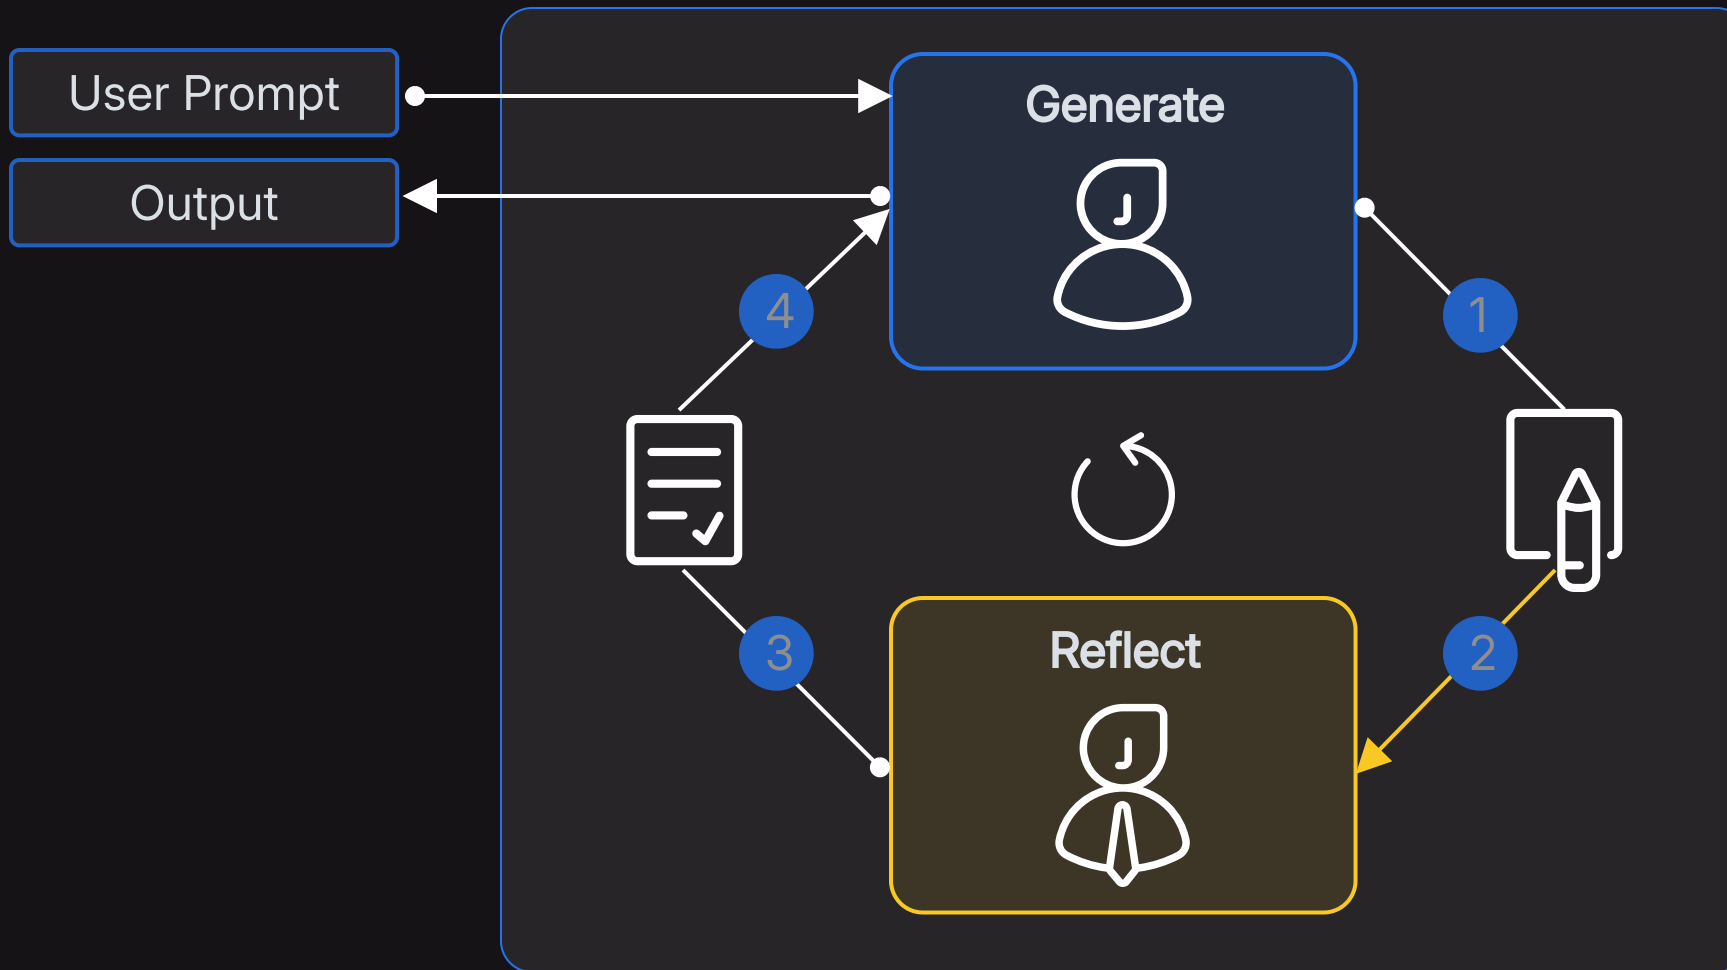 User Prompt
Output
Generate
4
1
3
2
Reflect